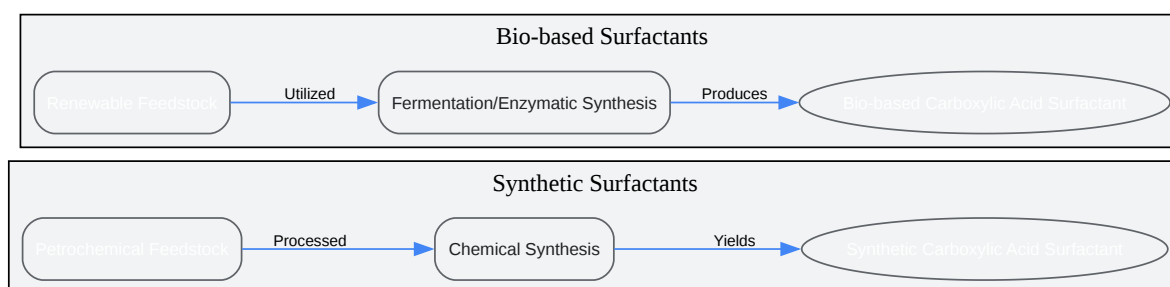 Bio-based Surfactants
Renewable Feedstock
Utilized
Fermentation/Enzymatic Synthesis
Produces
Bio-based Carboxylic Acid Surfactant
Synthetic Surfactants
Petrochemical Feedstock
Processed
Chemical Synthesis
Yields
Synthetic Carboxylic Acid Surfactant